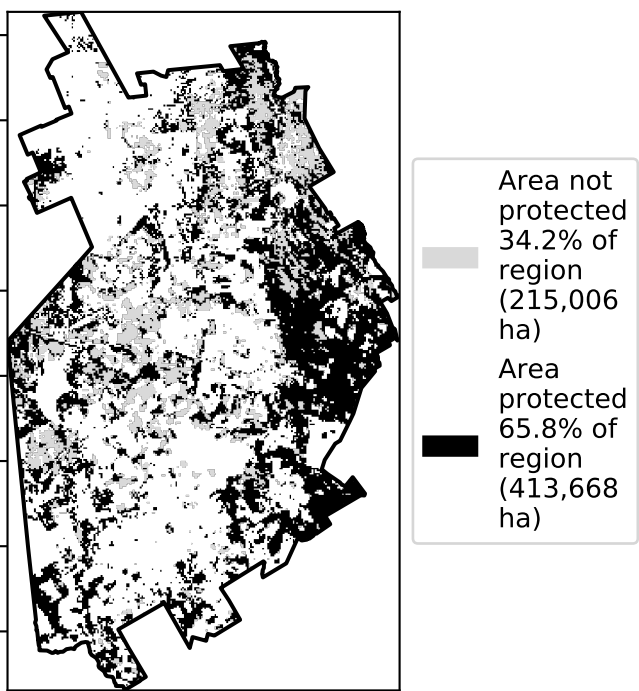 Area not
protected
34.2% of
region
(215,006
ha)
Area
protected
65.8% of
region
(413,668
ha)